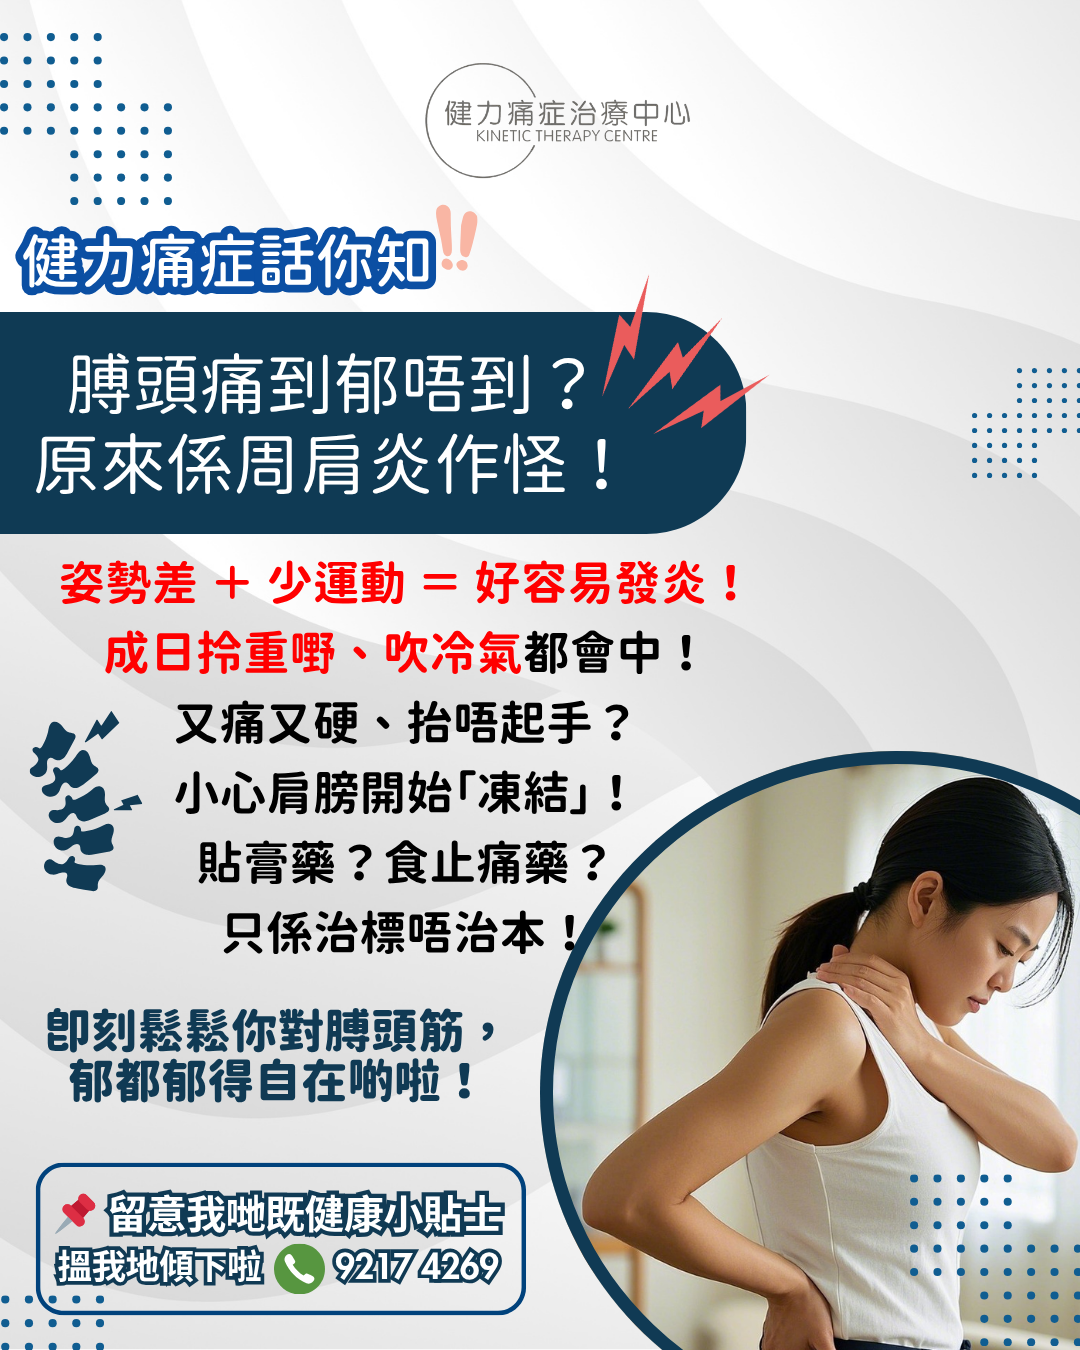 健力痛症治療中心
KINETIC THERAPY CENTRE
健力痛症話你知!!
膊頭痛到郁唔到？
原來係周肩炎作怪！
姿勢差 + 少運動 = 好容易發炎！
成日拎重嘢、吹冷氣都會中！
又痛又硬、抬唔起手？
小心肩膀開始「凍結」！
貼膏藥？食止痛藥？
只係治標唔治本！
即刻鬆鬆你對膊頭筋，
郁都郁得自在啲啦！
留意我哋既健康小貼士
搵我地傾下啦 9217 4269